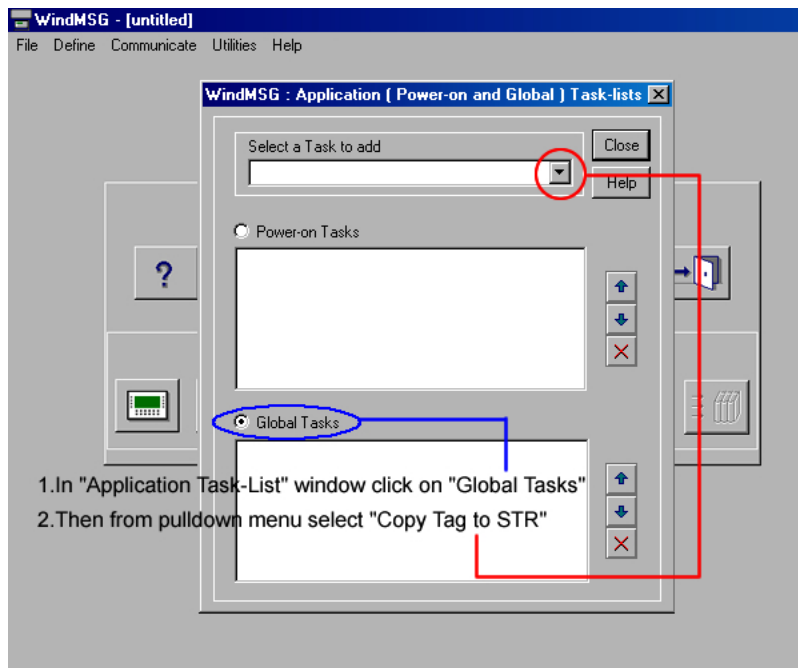 WindMSG - [untitled]
File Define Communicate Utilities Help
WindMSG : Application ( Power-on and Global ) Task-lists
Select a Task to add
Close
Help
Power-on Tasks
?
Global Tasks
1.In "Application Task-List" window click on "Global Tasks"
2.Then from pulldown menu select "Copy Tag to STR"